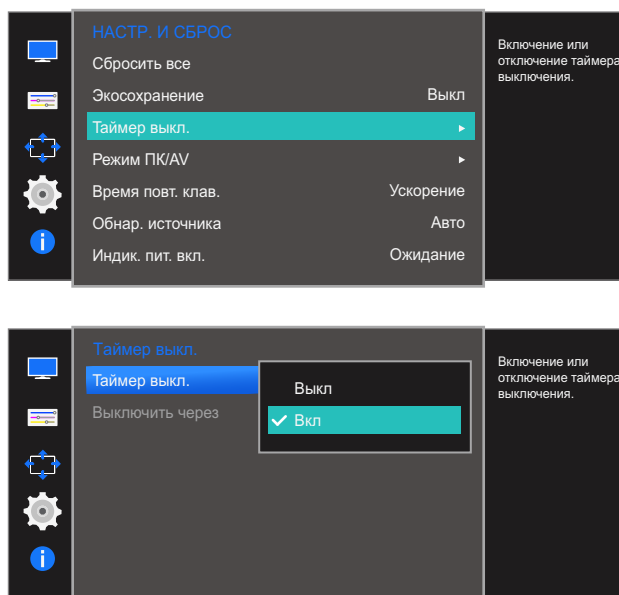 НАСТР. И СБРОС
Сбросить все
Экосохранение Выкл
Таймер выкл.
Режим ПК/AV
Время повт. клав. Ускорение
Обнар. источника Авто
Индик. пит. вкл. Ожидание
Включение или
отключение таймера
выключения.
Таймер выкл.
Таймер выкл.
Выключить через
Выкл
Вкл
Включение или
отключение таймера
выключения.